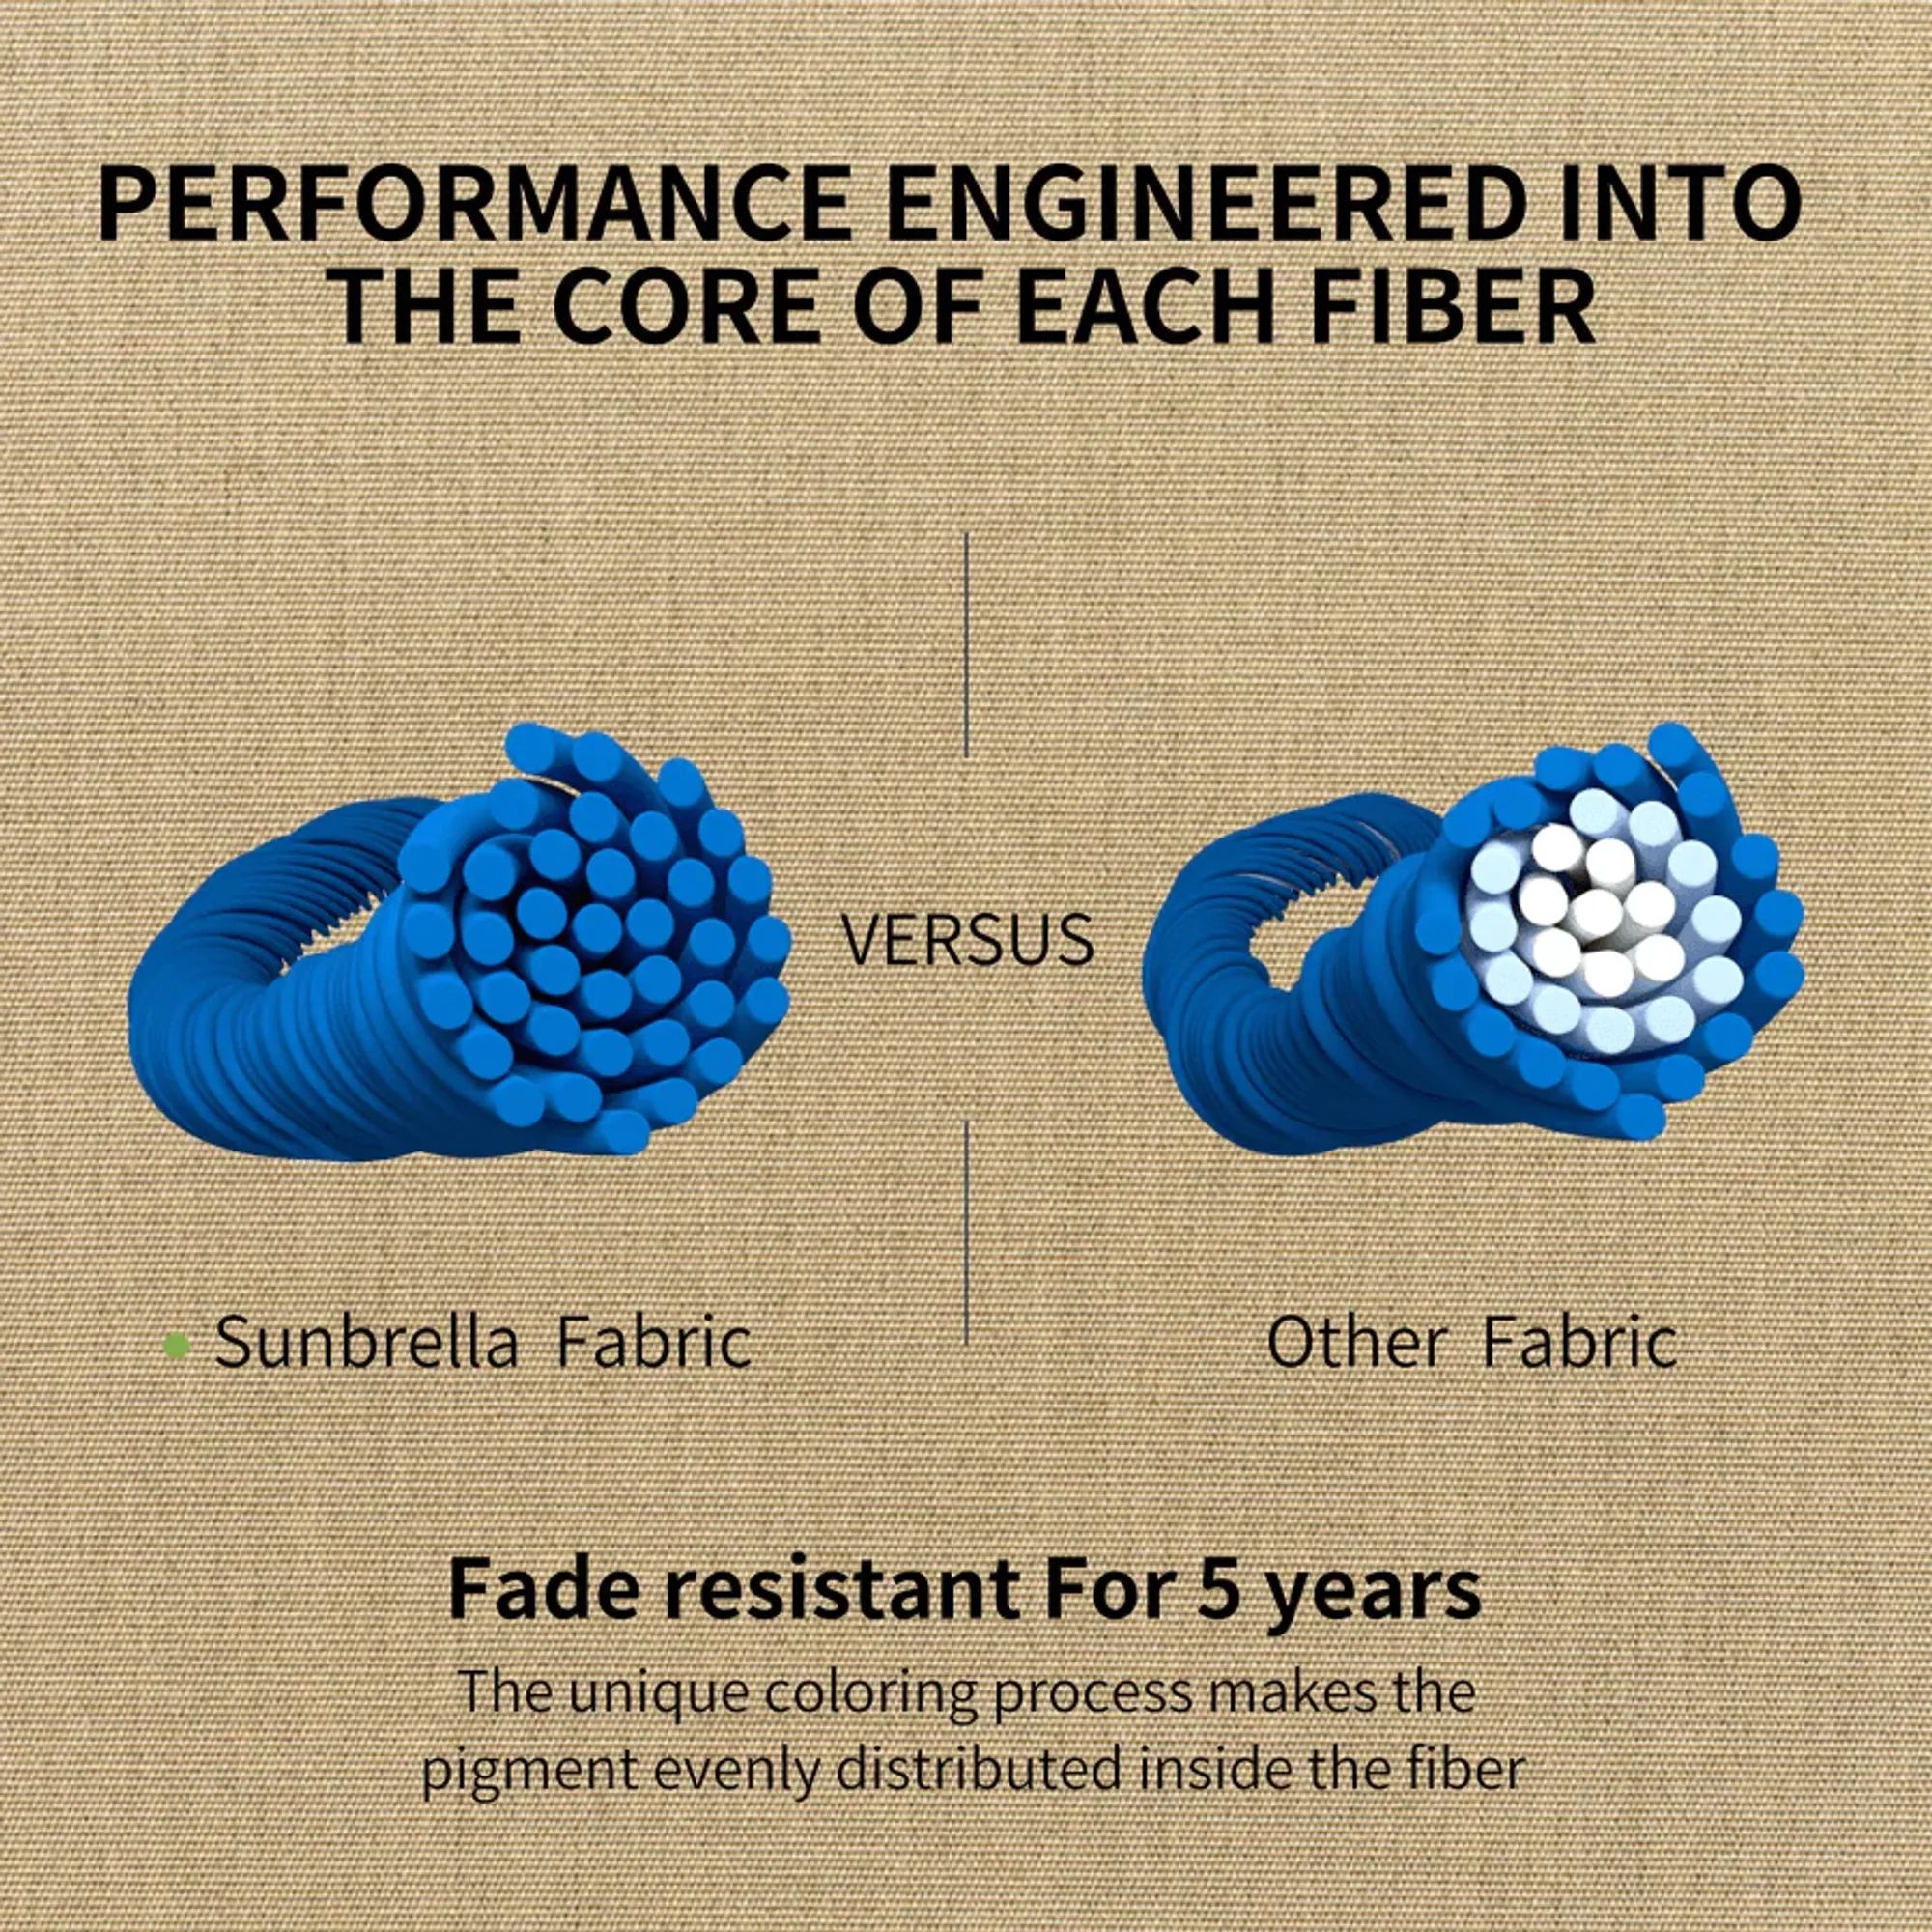 PERFORMANCE ENGINEERED INTO
THE CORE OF EACH FIBER
VERSUS
Sunbrella Fabric
Other Fabric
Fade resistant For 5 years
The unique coloring process makes the
pigment evenly distributed inside the fiber